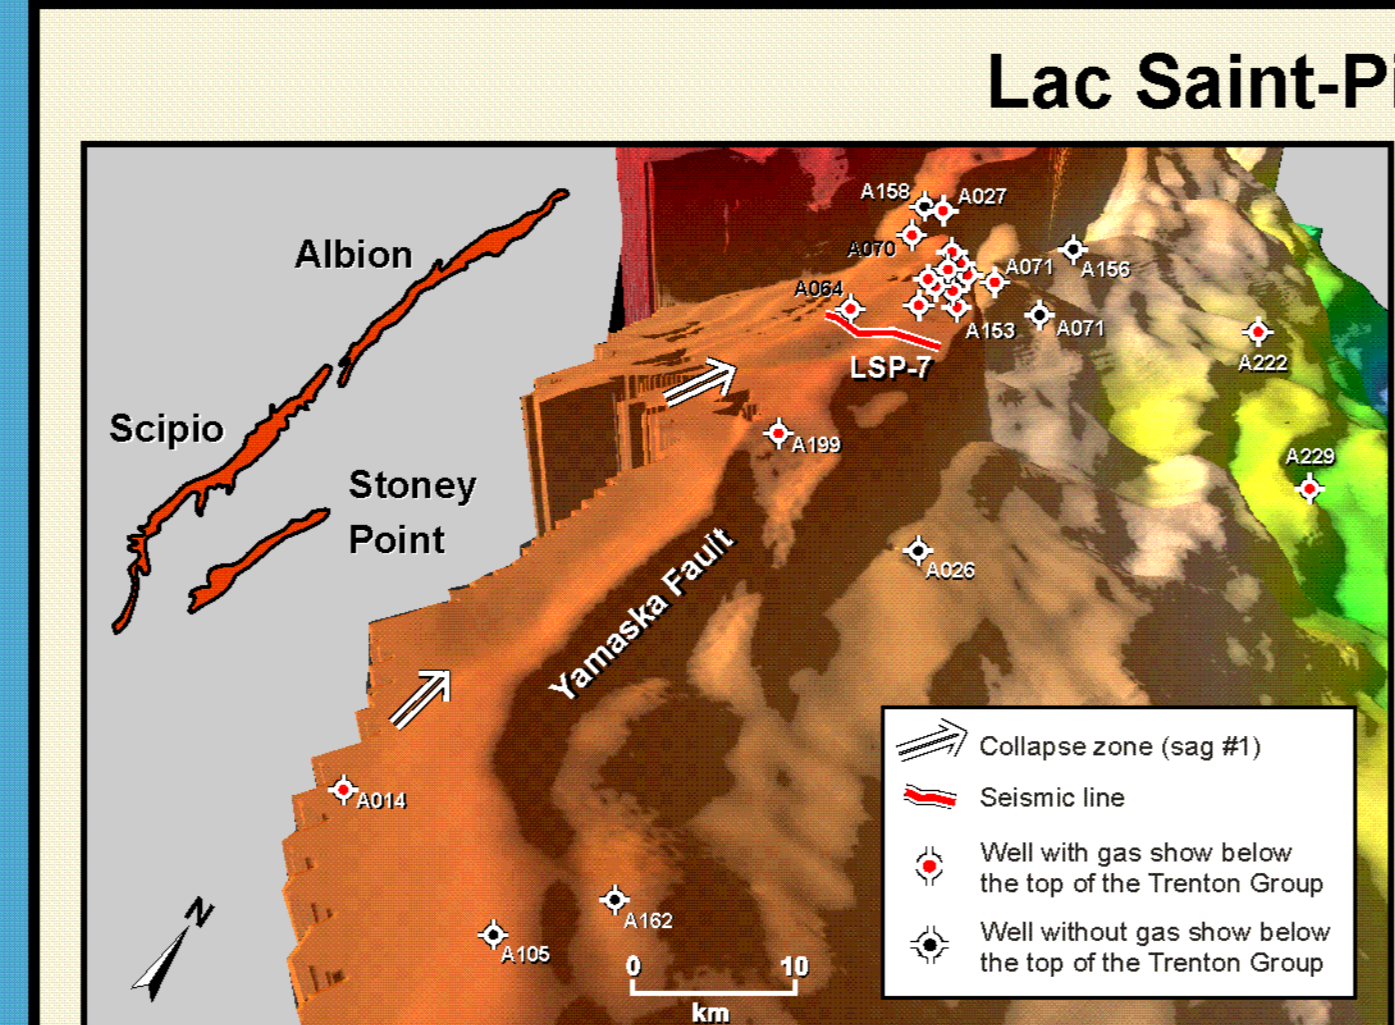 Lac Saint-Pi
A158
A027
A070
A071
A156
A064
A153
A071
LSP-7
A222
A199
A229
A026
Albion
Scipio
Stoney
Point
Yamaska Fault
A014
A162
A105
N
0 10
km
Collapse zone (sag #1)
Seismic line
Well with gas show below
the top of the Trenton Group
Well without gas show below
the top of the Trenton Group